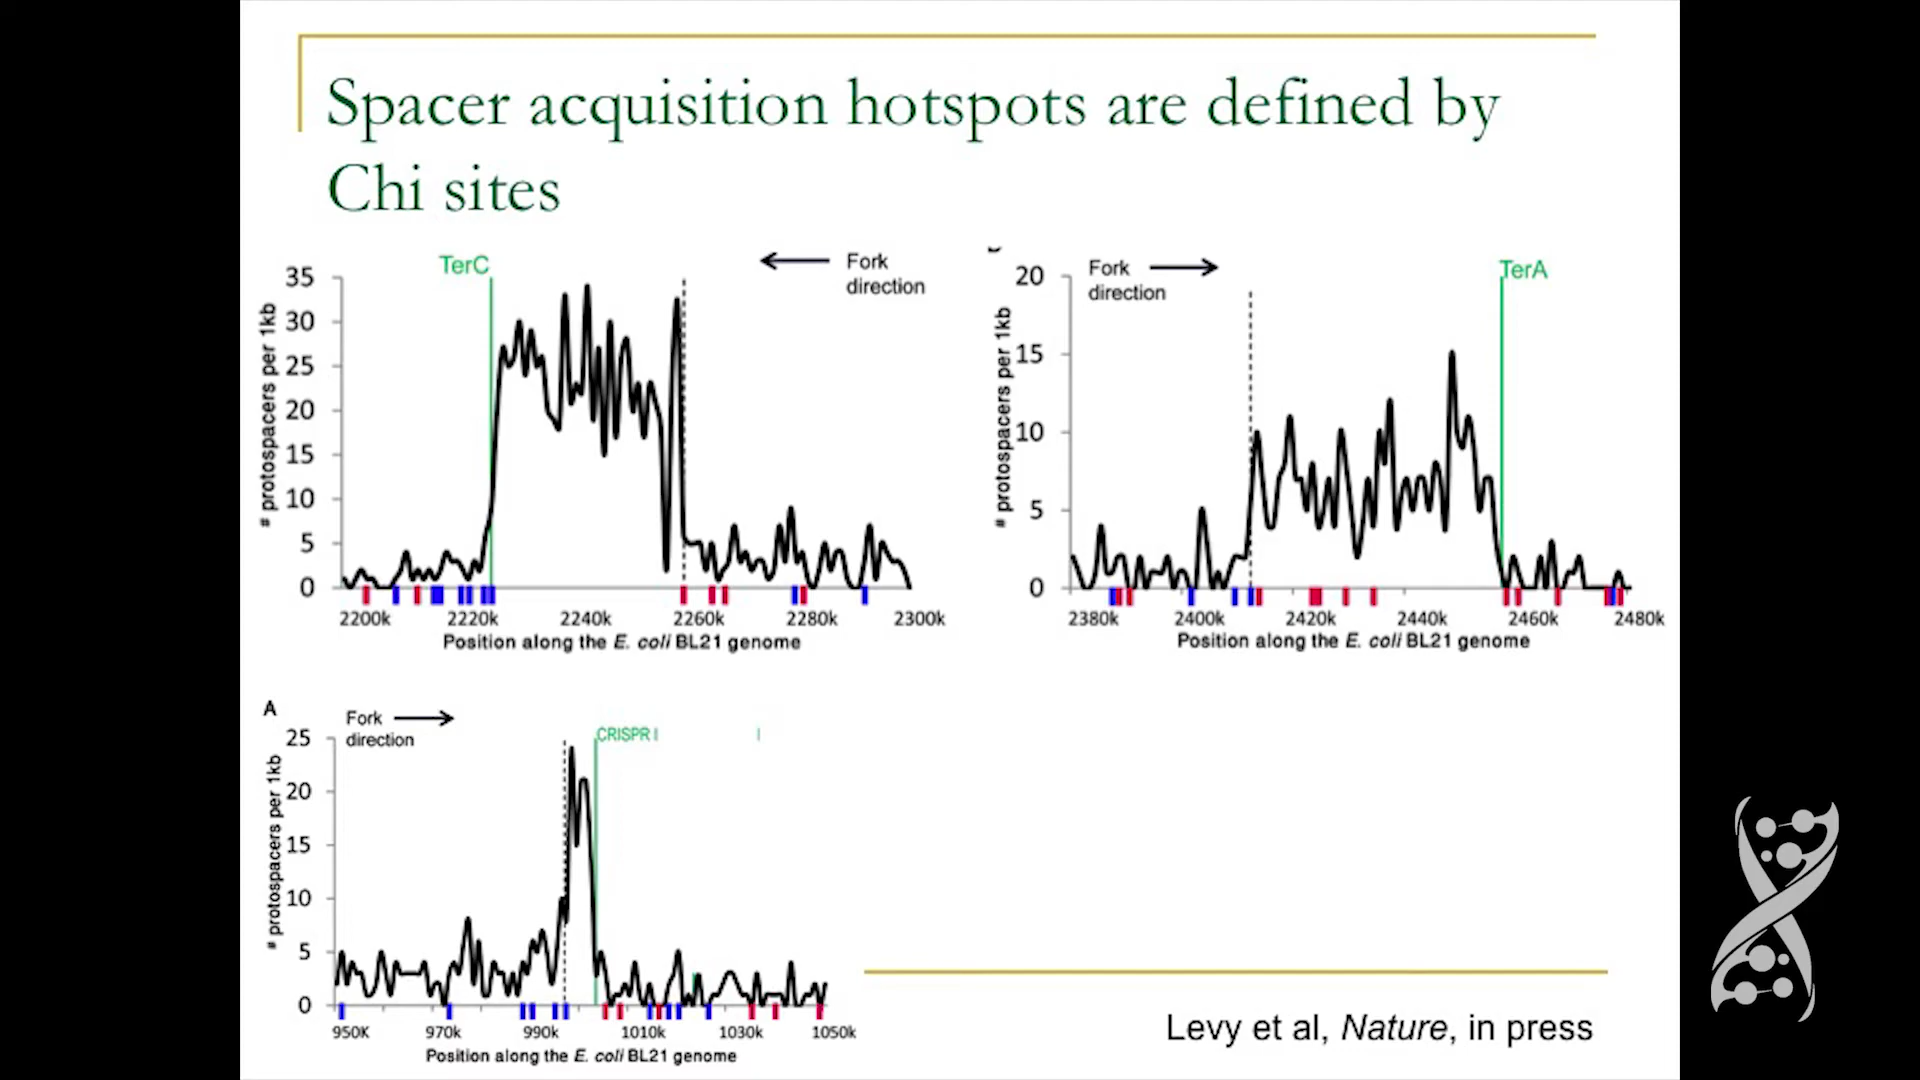 Spacer acquisition hotspots are defined by
Chi sites
TerC
Fork
direction
35
30
25
20
15
10
5
0
# protospacers per 1kb
2200k 2220k 2240k 2260k 2280k 2300k
Position along the E. coli BL21 genome
Fork
direction
TerA
20
15
10
5
0
# protospacers per 1kb
2380k 2400k 2420k 2440k 2460k 2480k
Position along the E. coli BL21 genome
A
Fork
direction
CRISPR I
I
25
20
15
10
5
0
# protospacers per 1kb
950k 970k 990k 1010k 1030k 1050k
Position along the E. coli BL21 genome
Levy et al, Nature, in press